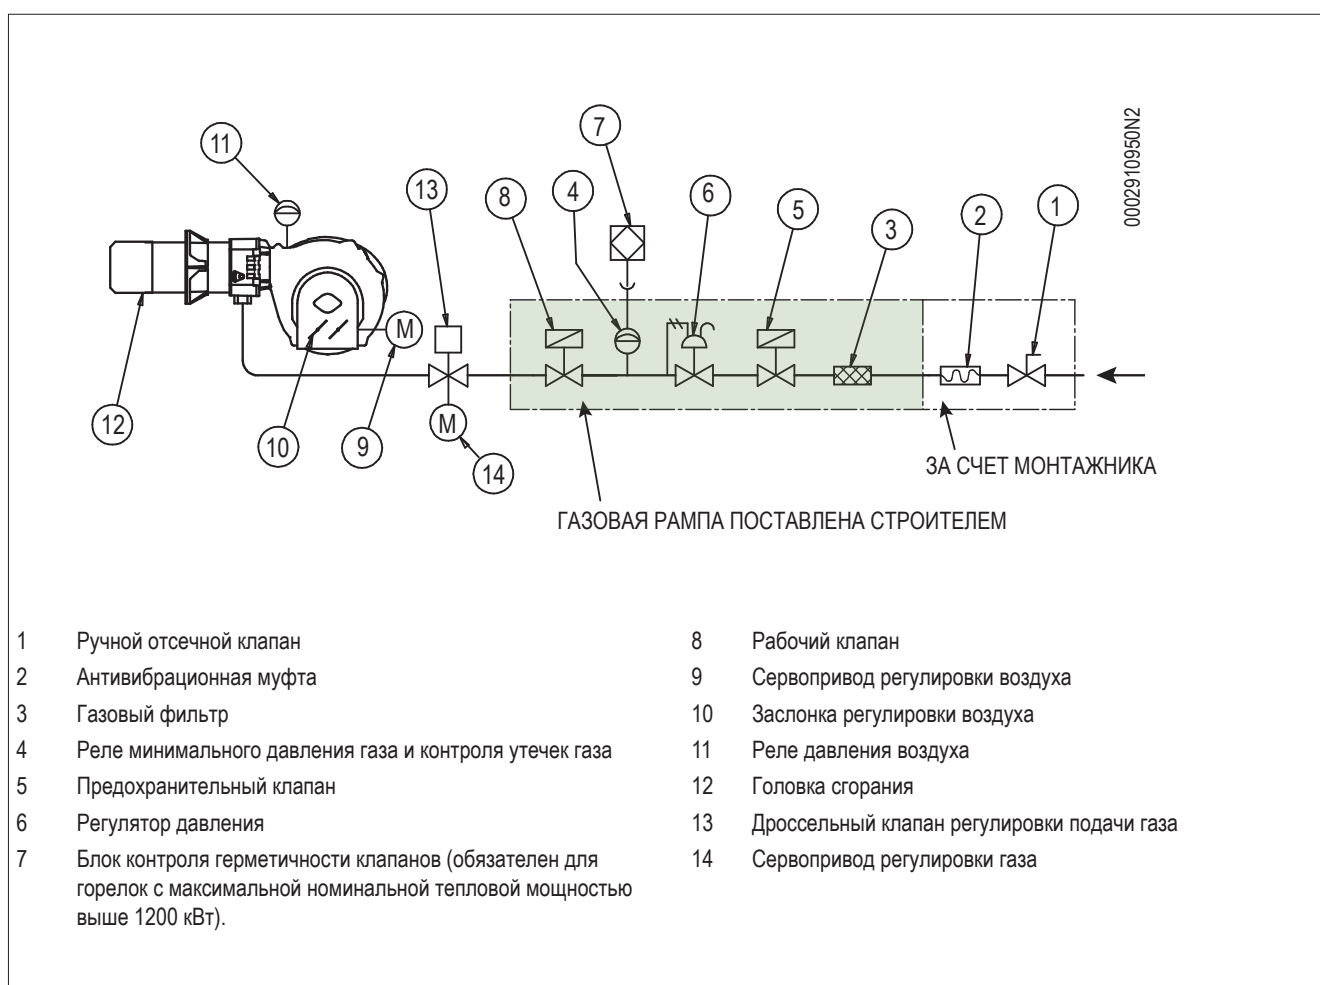 0002910950N2
7
11
13
8
4
6
5
3
2
1
M
M
12
10
9
14
ЗА СЧЕТ МОНТАЖНИКА
ГАЗОВАЯ РАМПА ПОСТАВЛЕНА СТРОИТЕЛЕМ
1 Ручной отсечной клапан
2 Антивибрационная муфта
3 Газовый фильтр
4 Реле минимального давления газа и контроля утечек газа
5 Предохранительный клапан
6 Регулятор давления
7 Блок контроля герметичности клапанов (обязателен для
горелок с максимальной номинальной тепловой мощностью
выше 1200 кВт).
8 Рабочий клапан
9 Сервопривод регулировки воздуха
10 Заслонка регулировки воздуха
11 Реле давления воздуха
12 Головка сгорания
13 Дроссельный клапан регулировки подачи газа
14 Сервопривод регулировки газа